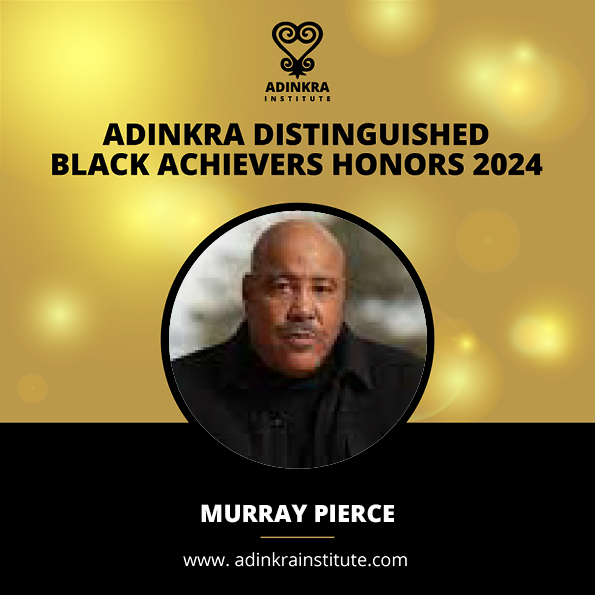 ADINKRA
INSTITUTE
ADINKRA DISTINGUISHED
BLACK ACHIEVERS HONORS 2024
MURRAY PIERCE
www. adinkrainstitute.com